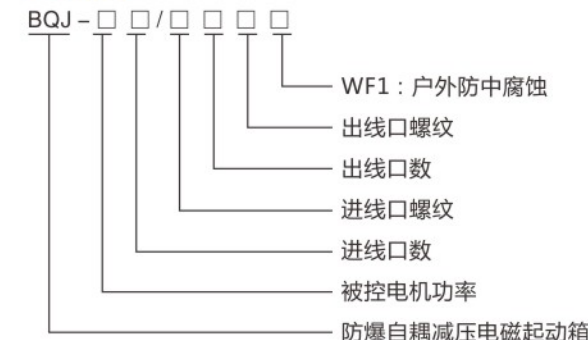 BQJ – □ □ / □ □ □ □
WF1：户外防中腐蚀
出线口螺纹
出线口数
进线口螺纹
进线口数
被控电机功率
防爆自耦减压电磁起动箱